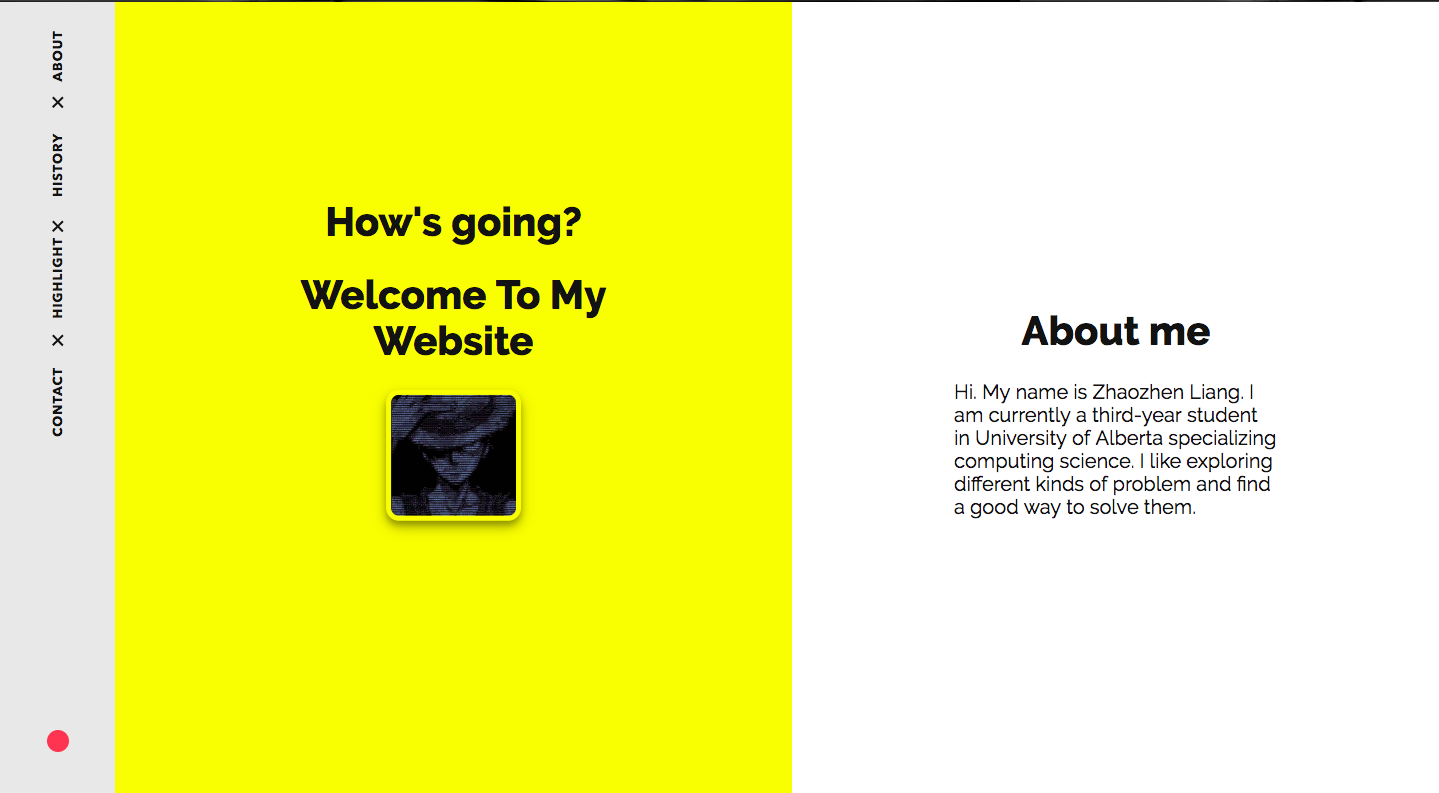 ABOUT
HISTORY
HIGHLIGHT
CONTACT
How's going?
Welcome To My
Website
About me
Hi. My name is Zhaozhen Liang. I
am currently a third-year student
in University of Alberta specializing
computing science. I like exploring
different kinds of problem and find
a good way to solve them.